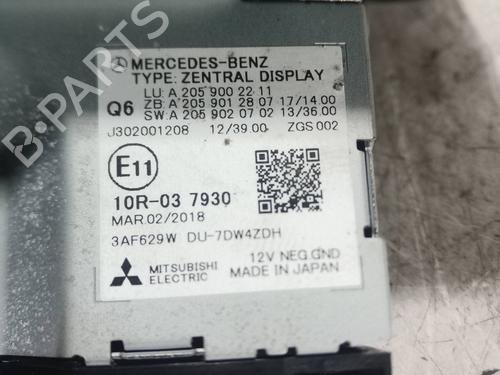 B-PARTS
MERCEDES-BENZ
TYPE: ZENTRAL DISPLAY
LU: A 205 900 22 11
Q6 ZB: A 205 901 28 07 17/14.00
SW: A 205 902 07 02 13/36.00
J302001208 12/39.00 ZGS 002
E11
10R-03 7930
MAR.02/2018
3AF629W DU-7DW4ZDH
MITSUBISHI ELECTRIC
12V NEG.GND
MADE IN JAPAN